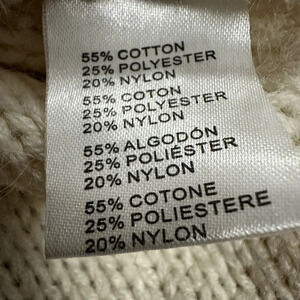 55% COTTON
25% POLYESTER
20% NYLON
55% COTON
25% POLYESTER
20% NYLON
55% ALGODÓN
25% POLIÉSTER
20% NYLON
55% COTONE
25% POLIESTERE
20% NYLON